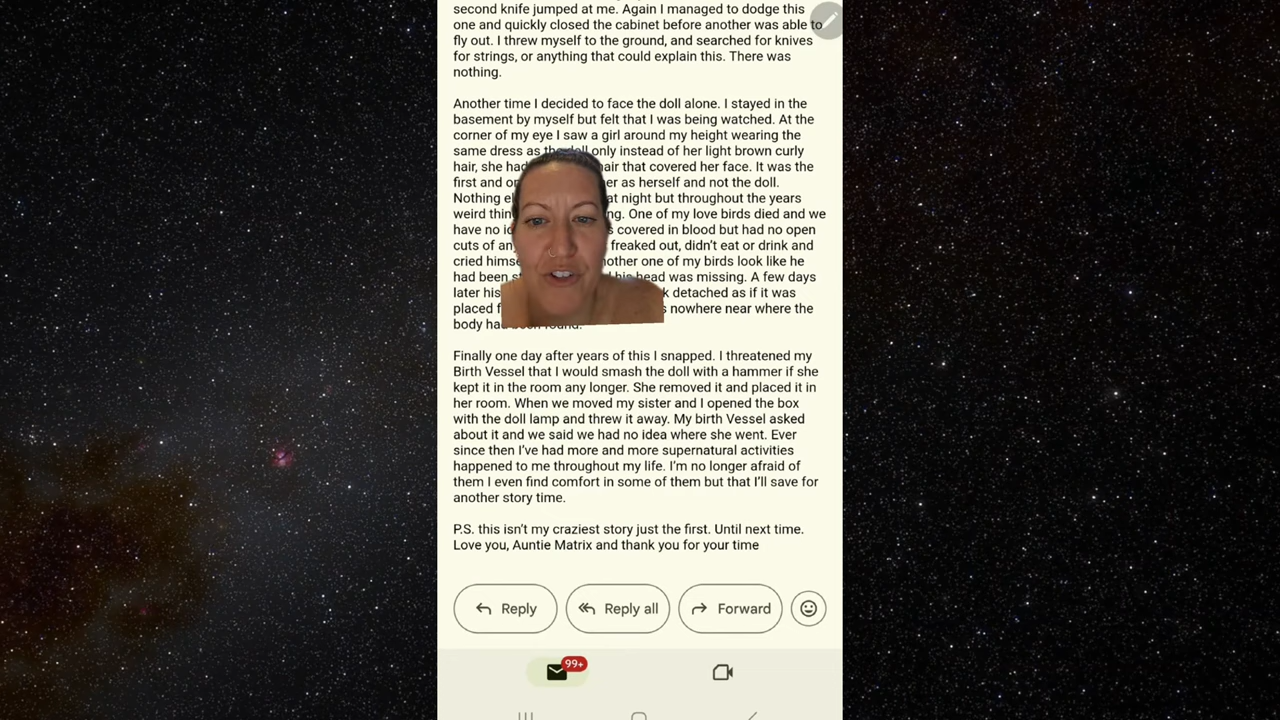 second knife jumped at me. Again I managed to dodge this
one and quickly closed the cabinet before another was able to
fly out. I threw myself to the ground, and searched for knives
for strings, or anything that could explain this. There was
nothing.
Another time I decided to face the doll alone. I stayed in the
basement by myself but felt that I was being watched. At the
corner of my eye I saw a girl around my height wearing the
same dress as the doll only instead of her light brown curly
hair, she had hair that covered her face. It was the
first and her as herself and not the doll.
Nothing at night but throughout the years
weird One of my love birds died and we
have no covered in blood but had no open
cuts of freaked out, didn't eat or drink and
cried another one of my birds look like he
had been his head was missing. A few days
later his detached as if it was
placed nowhere near where the
body had been found.
Finally one day after years of this I snapped. I threatened my
Birth Vessel that I would smash the doll with a hammer if she
kept it in the room any longer. She removed it and placed it in
her room. When we moved my sister and I opened the box
with the doll lamp and threw it away. My birth Vessel asked
about it and we said we had no idea where she went. Ever
since then I've had more and more supernatural activities
happened to me throughout my life. I'm no longer afraid of
them I even find comfort in some of them but that I'll save for
another story time.
P.S. this isn't my craziest story just the first. Until next time.
Love you, Auntie Matrix and thank you for your time
Reply Reply all Forward
99+